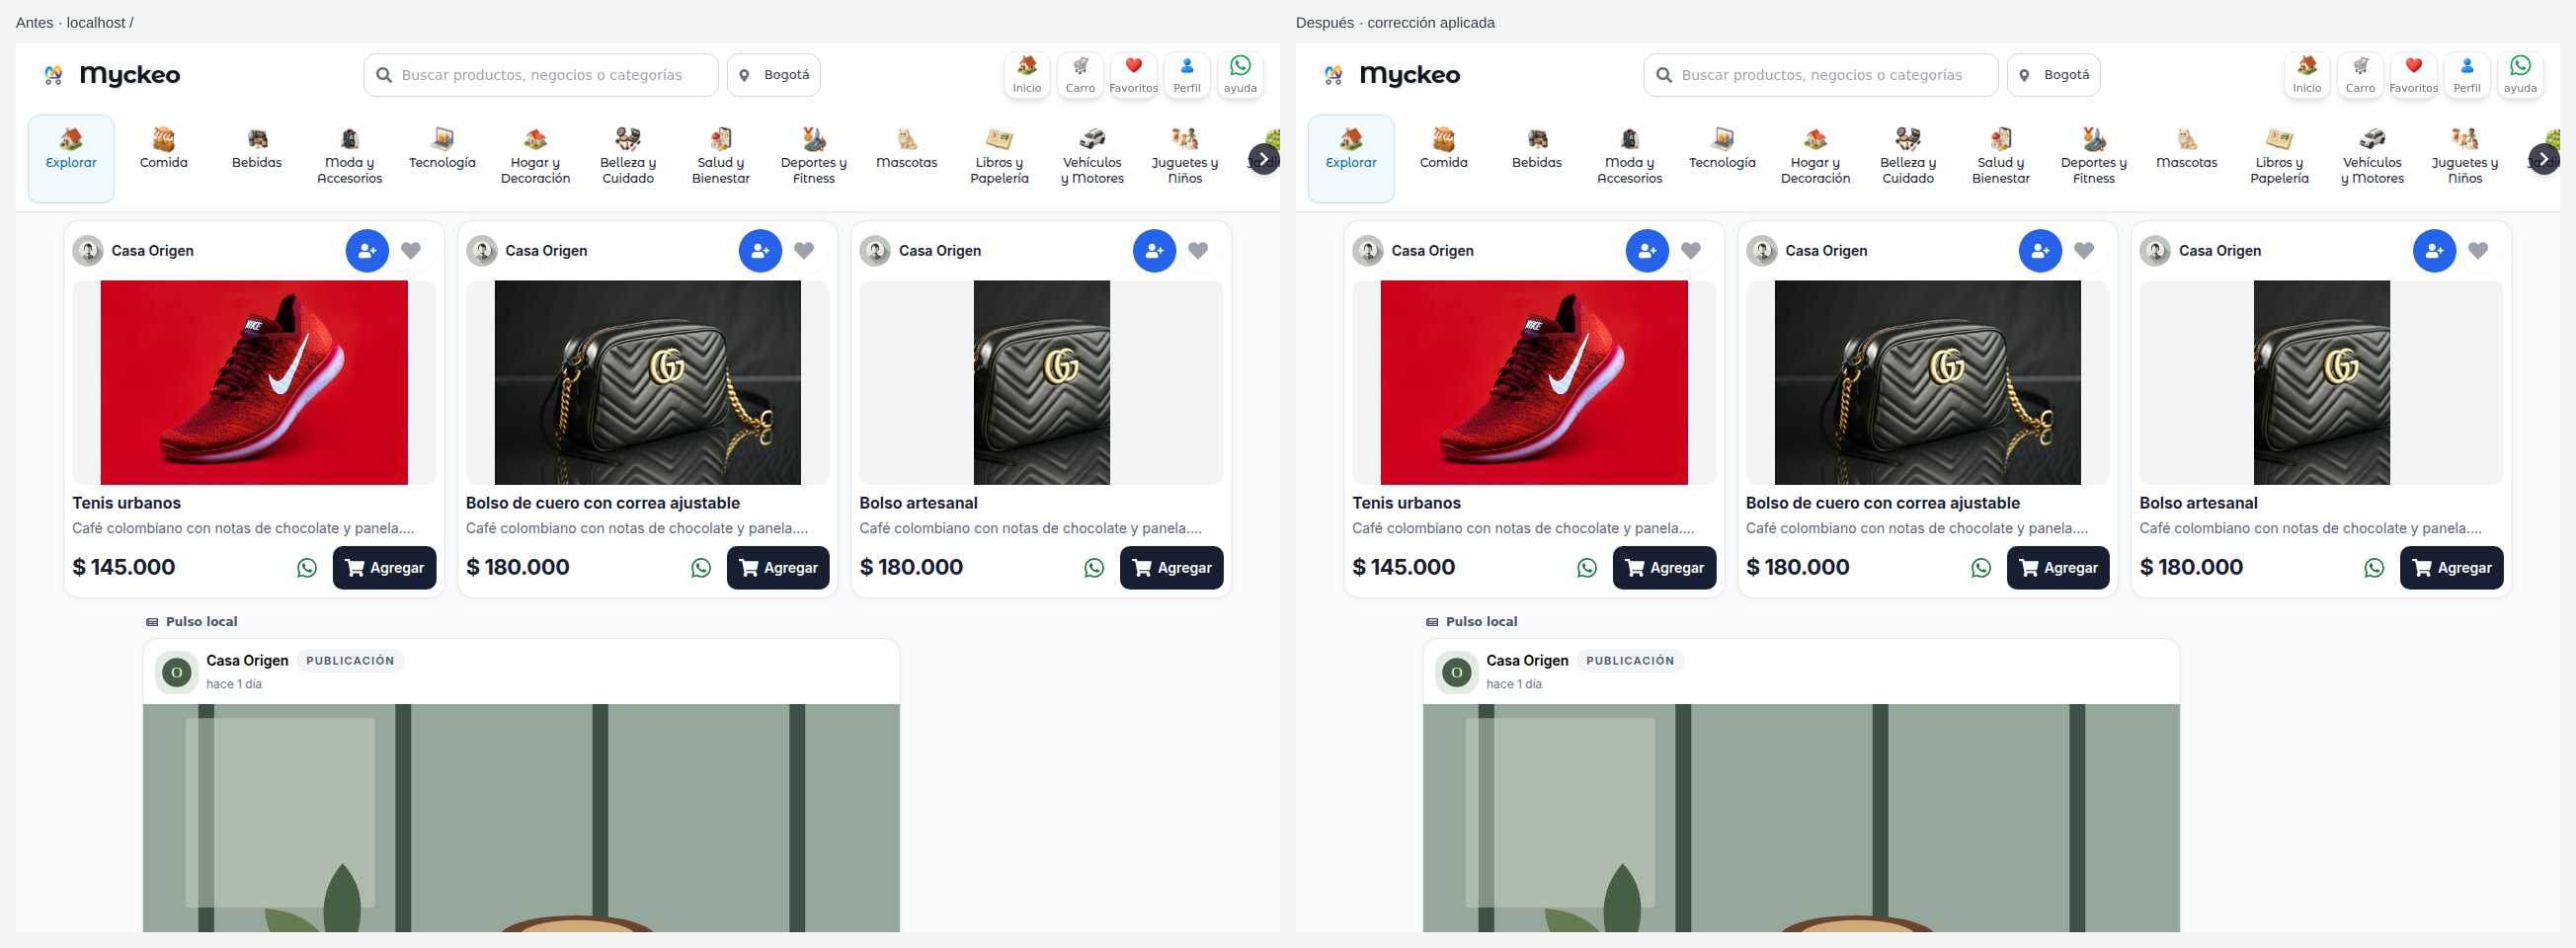 Antes · localhost /
Myckeo
Buscar productos, negocios o categorías
Bogotá
Inicio
Carro
Favoritos
Perfil
ayuda
Explorar
Comida
Bebidas
Moda y
Accesorios
Tecnología
Hogar y
Decoración
Belleza y
Cuidado
Salud y
Bienestar
Deportes y
Fitness
Mascotas
Libros y
Papelería
Vehículos
y Motores
Juguetes y
Niños
Casa Origen
NIKE
Tenis urbanos
Café colombiano con notas de chocolate y panela....
$ 145.000
Agregar
Casa Origen
Bolso de cuero con correa ajustable
Café colombiano con notas de chocolate y panela....
$ 180.000
Agregar
Casa Origen
Bolso artesanal
Café colombiano con notas de chocolate y panela....
$ 180.000
Agregar
Pulso local
O
Casa Origen PUBLICACIÓN
hace 1 día
Después · corrección aplicada
Myckeo
Buscar productos, negocios o categorías
Bogotá
Inicio
Carro
Favoritos
Perfil
ayuda
Explorar
Comida
Bebidas
Moda y
Accesorios
Tecnología
Hogar y
Decoración
Belleza y
Cuidado
Salud y
Bienestar
Deportes y
Fitness
Mascotas
Libros y
Papelería
Vehículos
y Motores
Juguetes y
Niños
Casa Origen
NIKE
Tenis urbanos
Café colombiano con notas de chocolate y panela....
$ 145.000
Agregar
Casa Origen
Bolso de cuero con correa ajustable
Café colombiano con notas de chocolate y panela....
$ 180.000
Agregar
Casa Origen
Bolso artesanal
Café colombiano con notas de chocolate y panela....
$ 180.000
Agregar
Pulso local
O
Casa Origen PUBLICACIÓN
hace 1 día